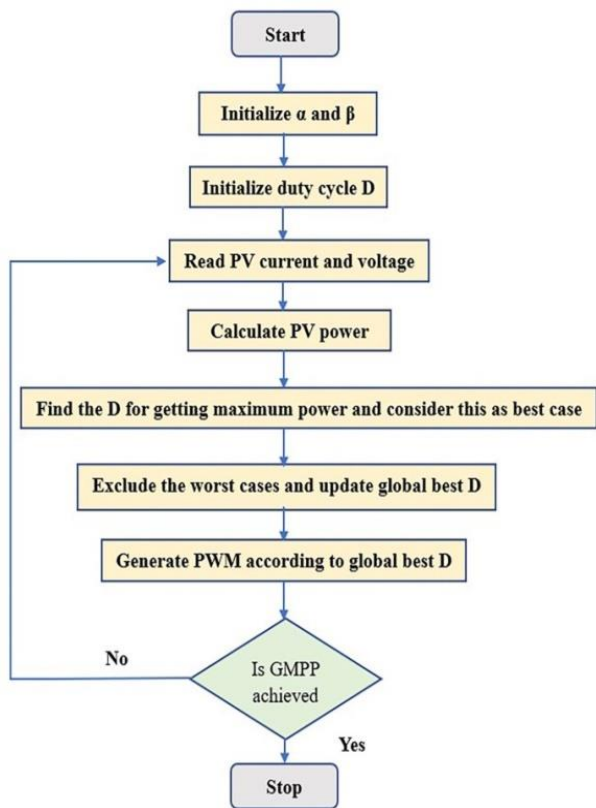 Start
Initialize α and β
Initialize duty cycle D
Read PV current and voltage
Calculate PV power
Find the D for getting maximum power and consider this as best case
Exclude the worst cases and update global best D
Generate PWM according to global best D
No
Is GMPP
achieved
Yes
Stop